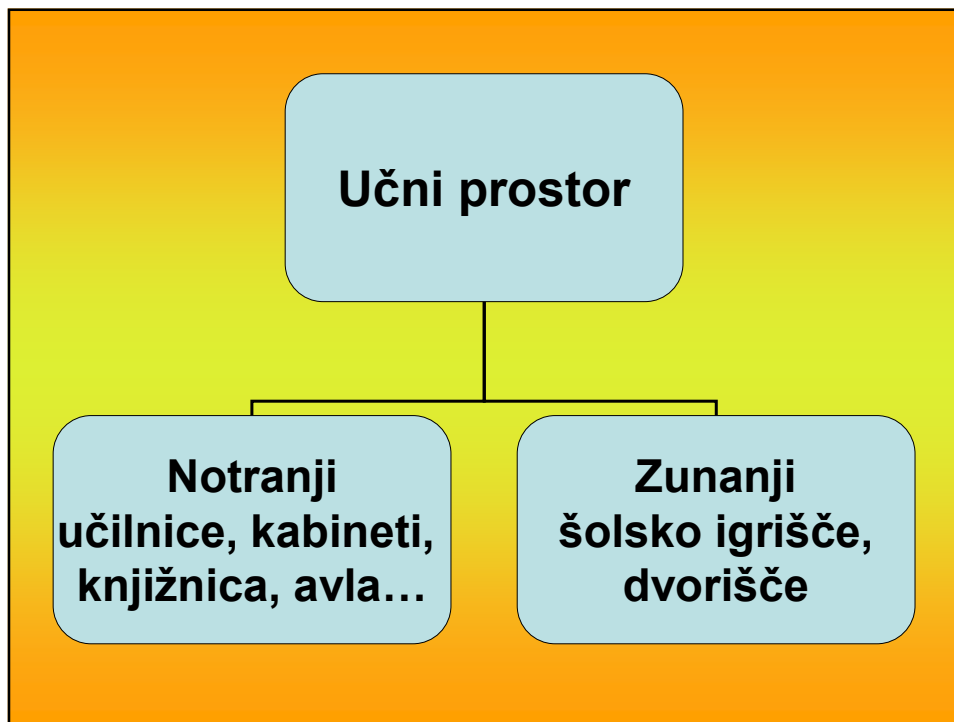 Učni prostor
Notranji
učilnice, kabineti,
knjižnica, avla…
Zunanji
šolsko igrišče,
dvorišče